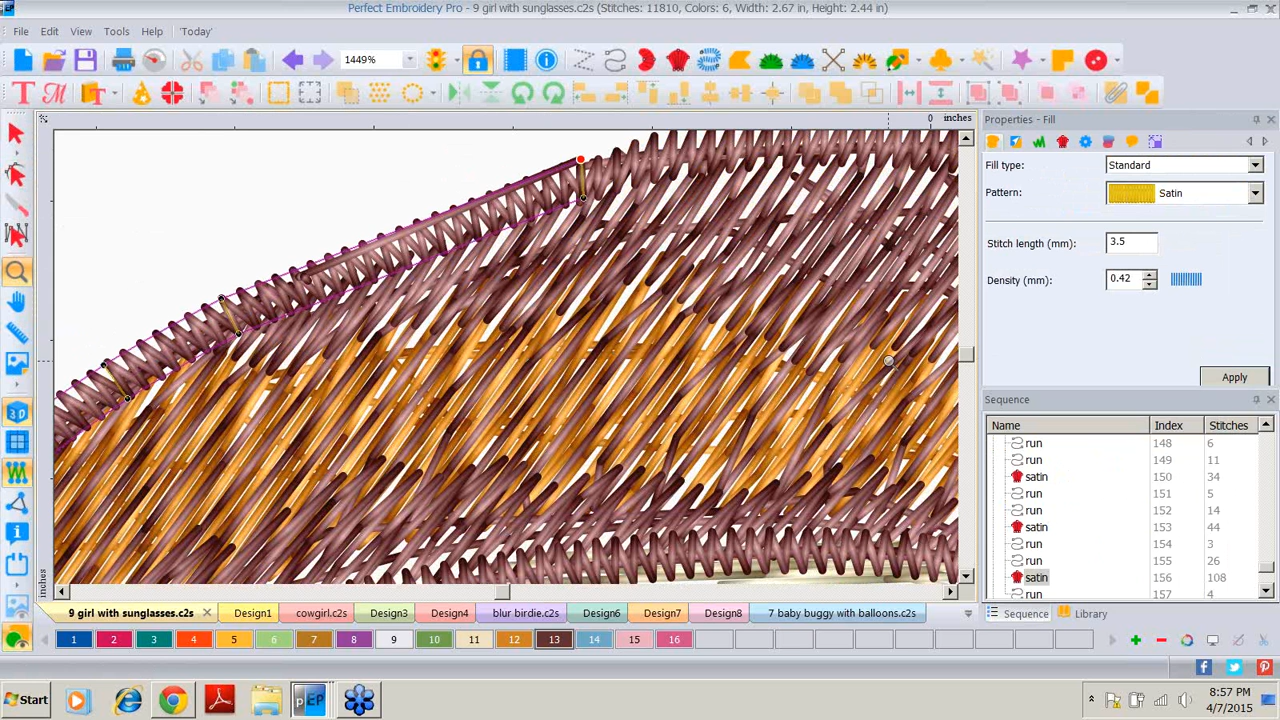 Perfect Embroidery Pro - 9 girl with sunglasses.c2s (Stitches: 11810, Colors: 6, Width: 2.67 in, Height: 2.44 in)
File Edit View Tools Help 'Today'
1449%
0 inches
inches
Properties - Fill
Fill type: Standard
Pattern: Satin
Stitch length (mm): 3.5
Density (mm): 0.42
Apply
Sequence
Name Index Stitches
run 148 6
run 149 11
satin 150 34
run 151 5
run 152 14
satin 153 44
run 154 3
run 155 26
satin 156 108
run 157 4
Sequence Library
9 girl with sunglasses.c2s Design1 cowgirl.c2s Design3 Design4 blur birdie.c2s Design6 Design7 Design8 7 baby buggy with balloons.c2s
1 2 3 4 5 6 7 8 9 10 11 12 13 14 15 16
Start
pEP
8:57 PM
4/7/2015